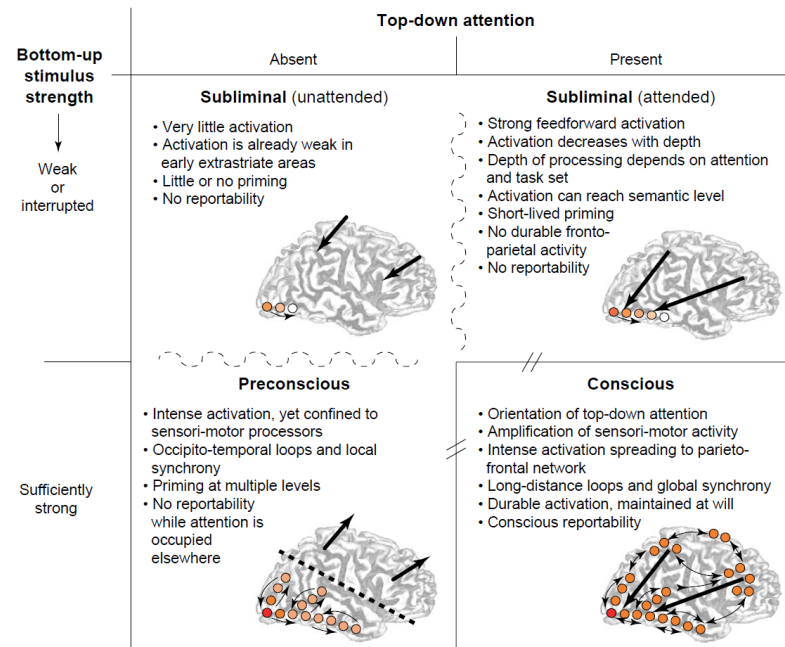 Top-down attention
Bottom-up
stimulus
strength
Absent
Present
Weak
or
interrupted
Subliminal (unattended)
• Very little activation
• Activation is already weak in
early extrastriate areas
• Little or no priming
• No reportability
Subliminal (attended)
• Strong feedforward activation
• Activation decreases with depth
• Depth of processing depends on attention
and task set
• Activation can reach semantic level
• Short-lived priming
• No durable fronto-
parietal activity
• No reportability
Sufficiently
strong
Preconscious
• Intense activation, yet confined to
sensori-motor processors
• Occipito-temporal loops and local
synchrony
• Priming at multiple levels
• No reportability
while attention is
occupied
elsewhere
Conscious
• Orientation of top-down attention
• Amplification of sensori-motor activity
• Intense activation spreading to parieto-
frontal network
• Long-distance loops and global synchrony
• Durable activation, maintained at will
• Conscious reportability